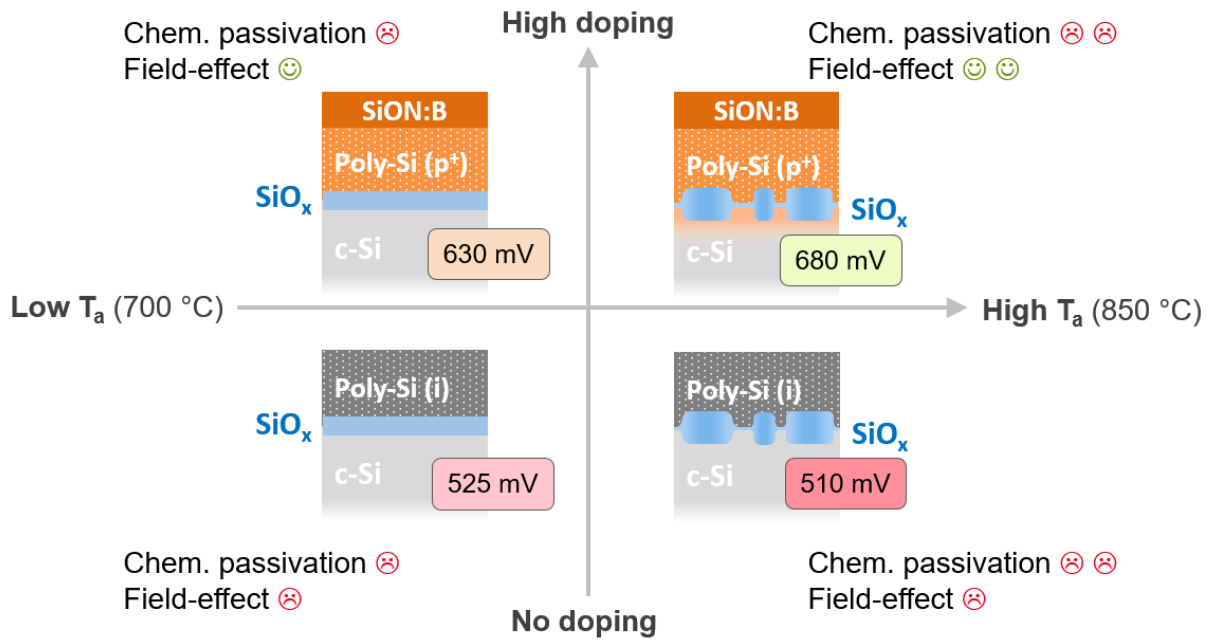 Chem. passivation ☹
Field-effect ☺
High doping
Chem. passivation ☹ ☹
Field-effect ☺ ☺
SiON:B
Poly-Si (p⁺)
SiOₓ
c-Si
630 mV
SiON:B
Poly-Si (p⁺)
SiOₓ
c-Si
680 mV
Low Tₐ (700 °C)
High Tₐ (850 °C)
Poly-Si (i)
SiOₓ
c-Si
525 mV
Poly-Si (i)
SiOₓ
c-Si
510 mV
Chem. passivation ☹
Field-effect ☹
No doping
Chem. passivation ☹ ☹
Field-effect ☹